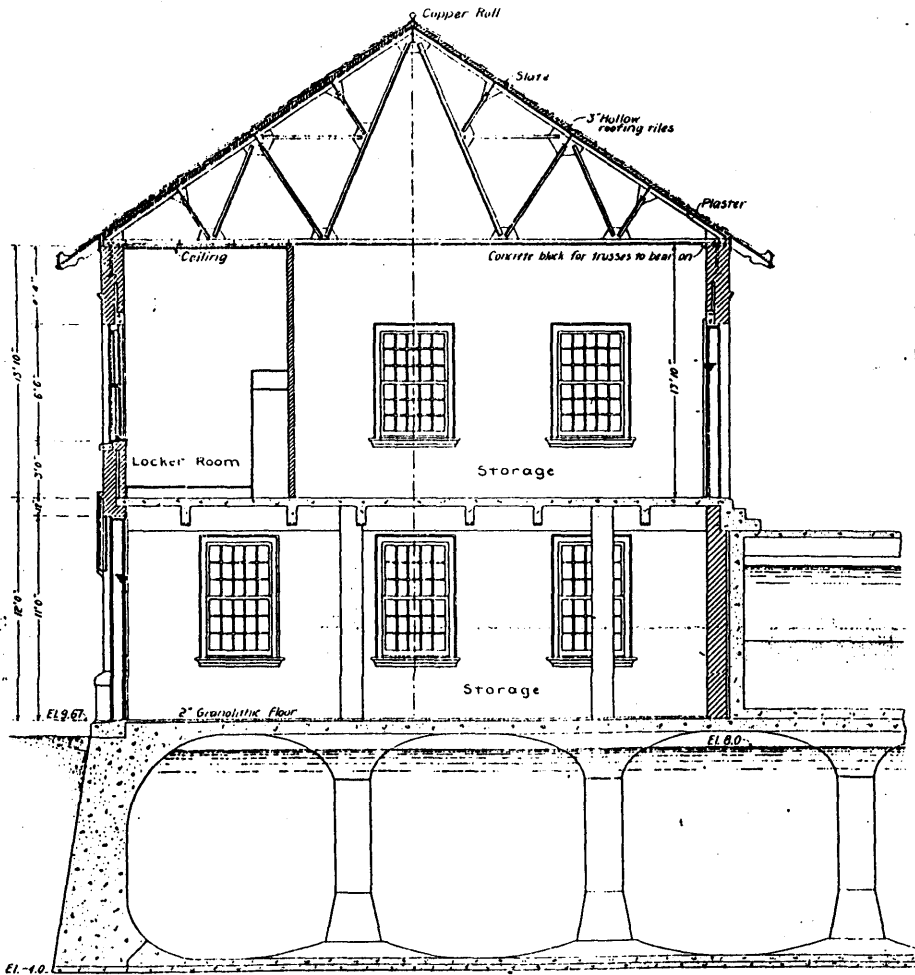 Copper Roll
Slate
3" Hollow
roofing tiles
Plaster
Ceiling
Concrete block for trusses to bear on
13'10"
6'6"
3'0"
13'10"
Locker Room
Storage
12'0"
11'0"
Storage
El. 9.67.
2" Granolithic Floor
El. 8.0
El. -4.0.